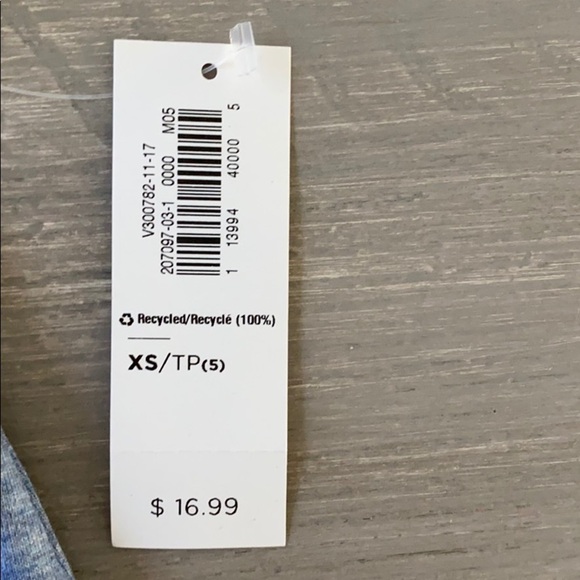 V300782-11-17
207097-03-1 0000 M05
1 13994 40000 5
Recycled/Recyclé (100%)
XS/TP(5)
$ 16.99